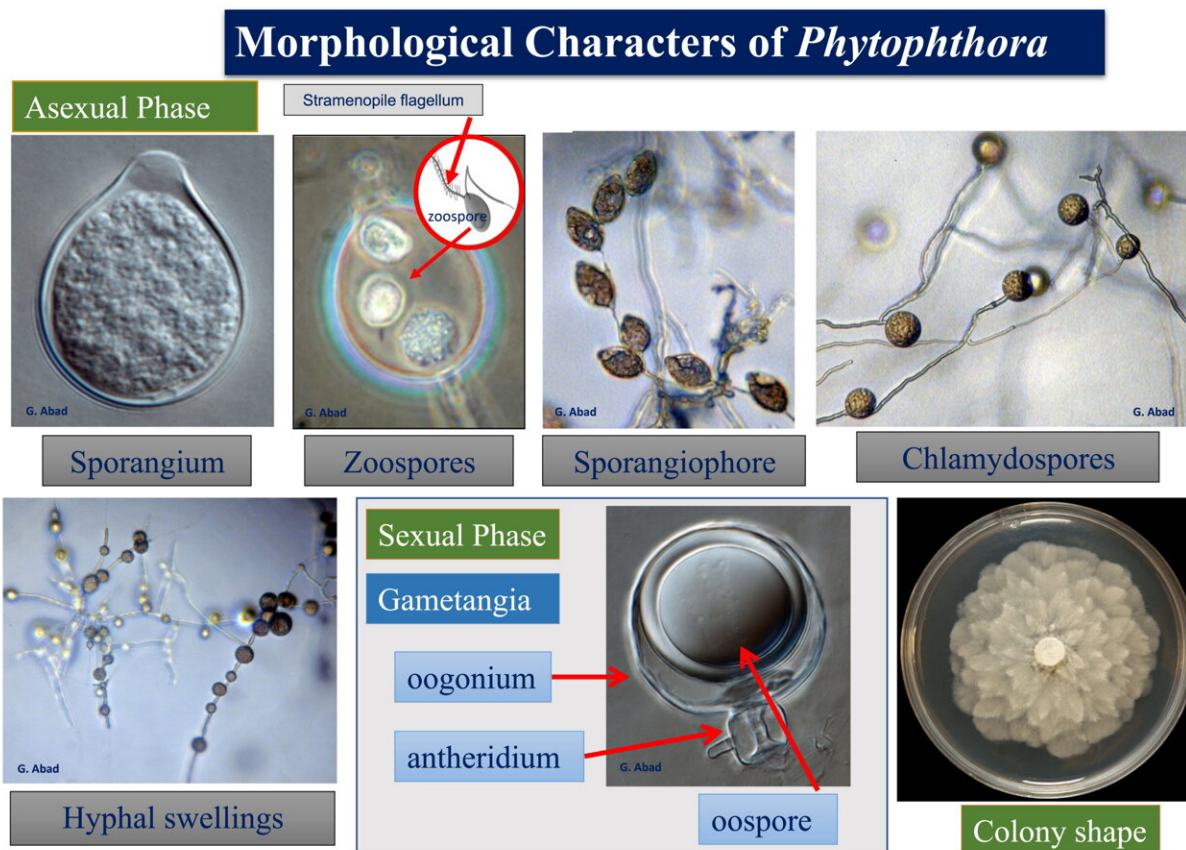 Morphological Characters of Phytophthora
Asexual Phase
Stramenopile flagellum
zoospore
G. Abad
G. Abad
G. Abad
G. Abad
Sporangium
Zoospores
Sporangiophore
Chlamydospores
Sexual Phase
Gametangia
oogonium
antheridium
G. Abad
G. Abad
oospore
Hyphal swellings
Colony shape